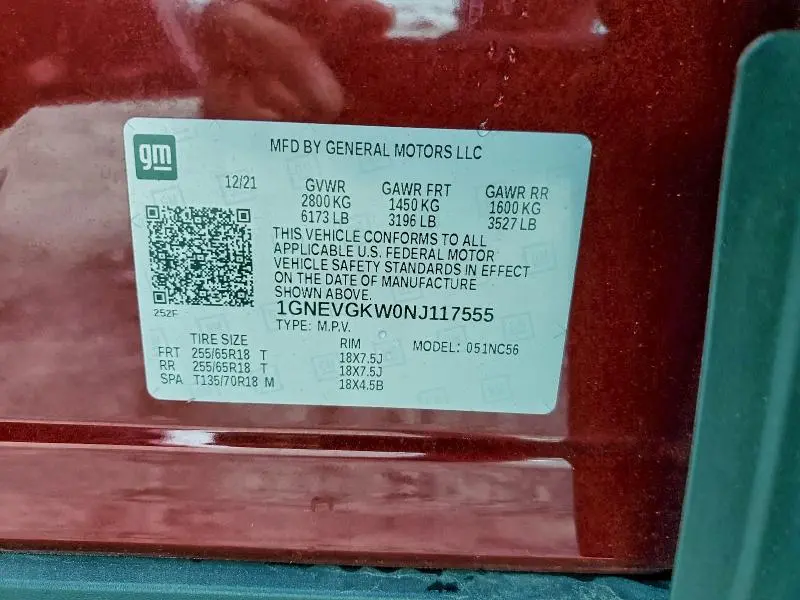 gm
MFD BY GENERAL MOTORS LLC
12/21
GVWR GAWR FRT GAWR RR
2800 KG 1450 KG 1600 KG
6173 LB 3196 LB 3527 LB
THIS VEHICLE CONFORMS TO ALL
APPLICABLE U.S. FEDERAL MOTOR
VEHICLE SAFETY STANDARDS IN EFFECT
ON THE DATE OF MANUFACTURE
SHOWN ABOVE.
252F
1GNEVGKW0NJ117555
TYPE: M.P.V.
TIRE SIZE RIM MODEL: 051NC56
FRT 255/65R18 T 18X7.5J
RR 255/65R18 T 18X7.5J
SPA T135/70R18 M 18X4.5B